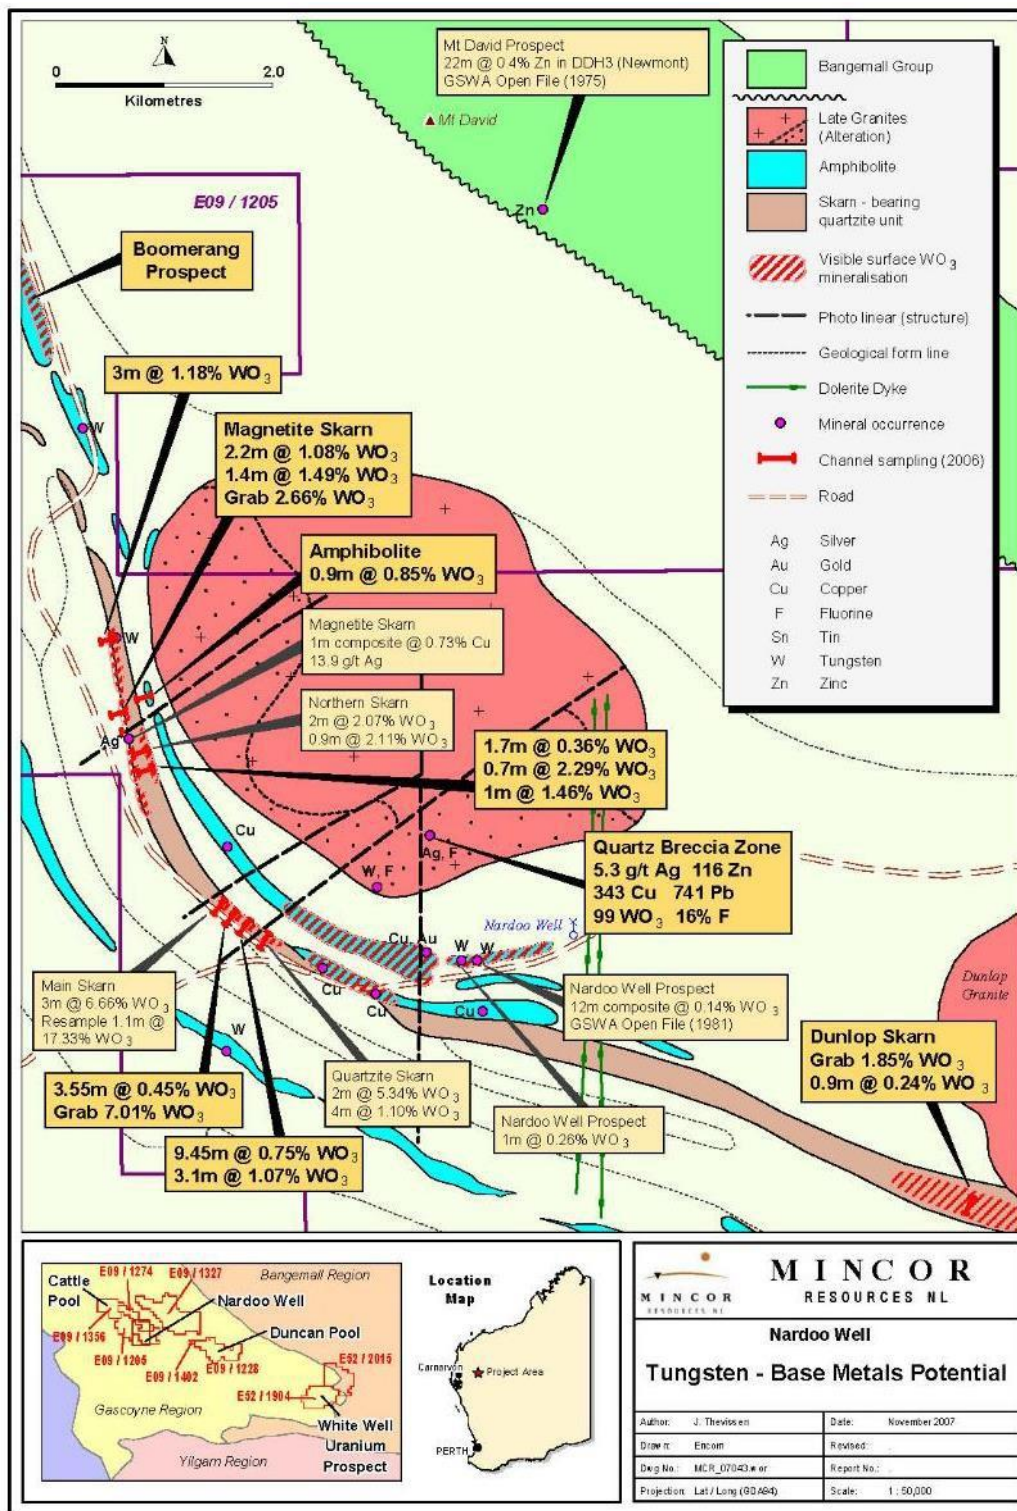 N
0 2.0
Kilometres
Mt David Prospect
22m @ 0.4% Zn in DDH3 (Newmont)
GSWA Open File (1975)
Mt David
Zn
E09 / 1205
Boomerang
Prospect
3m @ 1.18% WO3
W
Magnetite Skarn
2.2m @ 1.08% WO3
1.4m @ 1.49% WO3
Grab 2.66% WO3
Amphibolite
0.9m @ 0.85% WO3
W
Magnetite Skarn
1m composite @ 0.73% Cu
13.9 g/t Ag
Northern Skarn
2m @ 2.07% WO3
0.9m @ 2.11% WO3
Ag
1.7m @ 0.36% WO3
0.7m @ 2.29% WO3
1m @ 1.46% WO3
Cu
Ag, F
W, F
Quartz Breccia Zone
5.3 g/t Ag 116 Zn
343 Cu 741 Pb
99 WO3 16% F
Nardoo Well
Cu, Au
W W
Cu
Cu
Cu
Main Skarn
3m @ 6.66% WO3
Resample 1.1m @
17.33% WO3
W
Nardoo Well Prospect
12m composite @ 0.14% WO3
GSWA Open File (1981)
Dunlop
Granite
Dunlop Skarn
Grab 1.85% WO3
0.9m @ 0.24% WO3
3.55m @ 0.45% WO3
Grab 7.01% WO3
Quartzite Skarn
2m @ 5.34% WO3
4m @ 1.10% WO3
Nardoo Well Prospect
1m @ 0.26% WO3
9.45m @ 0.75% WO3
3.1m @ 1.07% WO3
Bangemall Group
Late Granites
(Alteration)
Amphibolite
Skarn - bearing
quartzite unit
Visible surface WO3
mineralisation
Photo linear (structure)
Geological form line
Dolerite Dyke
Mineral occurrence
Channel sampling (2006)
Road
Ag Silver
Au Gold
Cu Copper
F Fluorine
Sn Tin
W Tungsten
Zn Zinc
E09 / 1274
E09 / 1327
Bangemall Region
Cattle
Pool
Nardoo Well
E09 / 1356
Duncan Pool
E09 / 1205
E09 / 1402
E09 / 1228
E52 / 2015
E52 / 1904
Gascoyne Region
White Well
Uranium
Prospect
Yilgarn Region
Location
Map
Carnarvon
Project Area
PERTH
MINCOR
RESOURCES NL
MINCOR
RESOURCES NL
Nardoo Well
Tungsten - Base Metals Potential
Author: J. Thevissen Date: November 2007
Drawn: Encom Revised: .
Dwg No.: MCR_07043.wor Report No.: .
Projection: Lat / Long (GDA94) Scale: 1 : 50,000